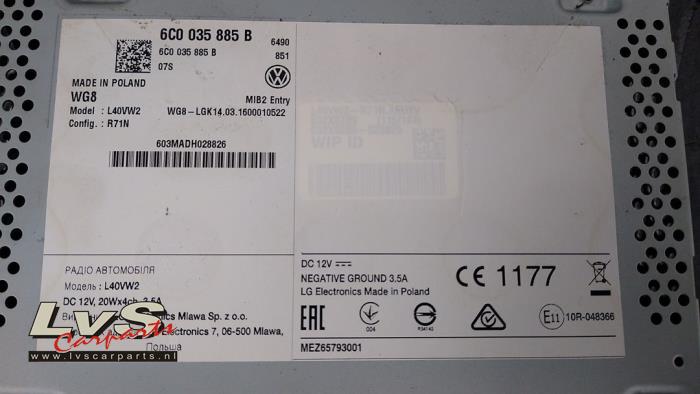 6C0 035 885 B
6490
6C0 035 885 B
851
07S
MADE IN POLAND
WG8
MIB2 Entry
Model : L40VW2
WG8-LGK14.03.1600010522
Config. : R71N
603MADH028826
WIP ID
РАДІО АВТОМОБІЛЯ
Модель : L40VW2
DC 12V, 20Wx4ch, 3.5A
nics Mlawa Sp. z o.o.
Electronics 7, 06-500 Mlawa,
Польша
DC 12V
NEGATIVE GROUND 3.5A
LG Electronics Made in Poland
CE 1177
EAC
004
E11
10R-048366
MEZ65793001
LvS
Carparts
www.lvscarparts.nl